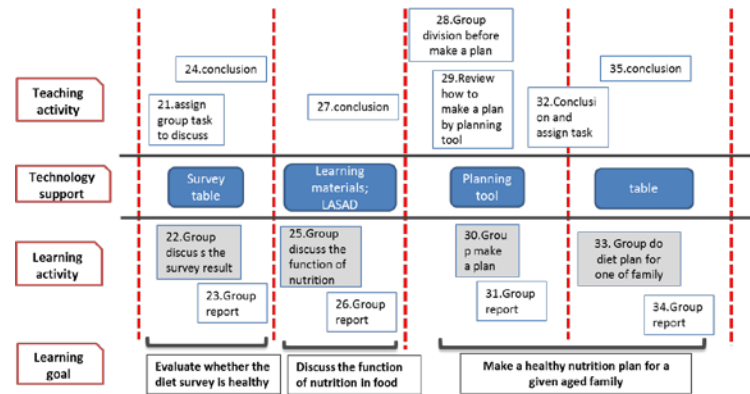 28.Group
division before
make a plan
24.conclusion
35.conclusion
Teaching
activity
21.assign
group task
to discuss
27.conclusion
29.Review
how to
make a plan
by planning
tool
32.Conclusi
on and
assign task
Technology
support
Survey
table
Learning
materials;
LASAD
Planning
tool
table
Learning
activity
22.Group
discus s the
survey result
23.Group
report
25.Group
discuss the
function of
nutrition
26.Group
report
30.Grou
p make
a plan
31.Group
report
33. Group do
diet plan for
one of family
34.Group
report
Learning
goal
Evaluate whether the
diet survey is healthy
Discuss the function
of nutrition in food
Make a healthy nutrition plan for a
given aged family